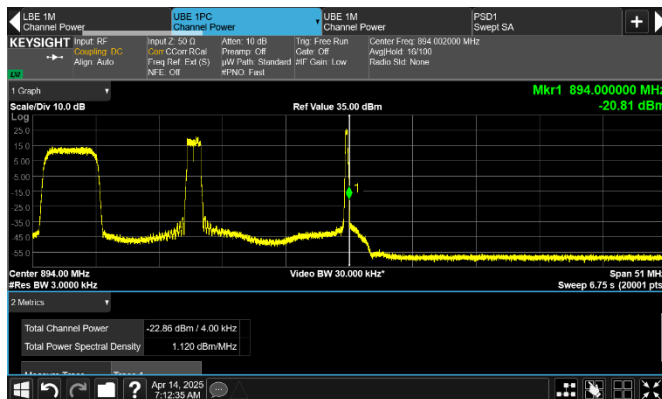 LBE 1M
Channel Power
UBE 1PC
Channel Power
UBE 1M
Channel Power
PSD1
Swept SA
KEYSIGHT
Input: RF
Coupling: DC
Align: Auto
Input Z: 50 Ω
Corr CCorr RCal
Freq Ref: Ext (S)
NFE: Off
Atten: 10 dB
Preamp: Off
µW Path: Standard
#PNO: Fast
Trig: Free Run
Gate: Off
#IF Gain: Low
Center Freq: 894.002000 MHz
Avg|Hold: 16/100
Radio Std: None
1 Graph
Mkr1 894.000000 MHz
Scale/Div 10.0 dB
Ref Value 35.00 dBm
-20.81 dBm
Log
25.0
15.0
5.00
-5.00
-15.0
-25.0
-35.0
-45.0
-55.0
1
Center 894.00 MHz
Video BW 30.000 kHz*
Span 51 MH
#Res BW 3.0000 kHz
Sweep 6.75 s (20001 pts
2 Metrics
Total Channel Power -22.86 dBm / 4.00 kHz
Total Power Spectral Density 1.120 dBm/MHz
Apr 14, 2025
7:12:35 AM